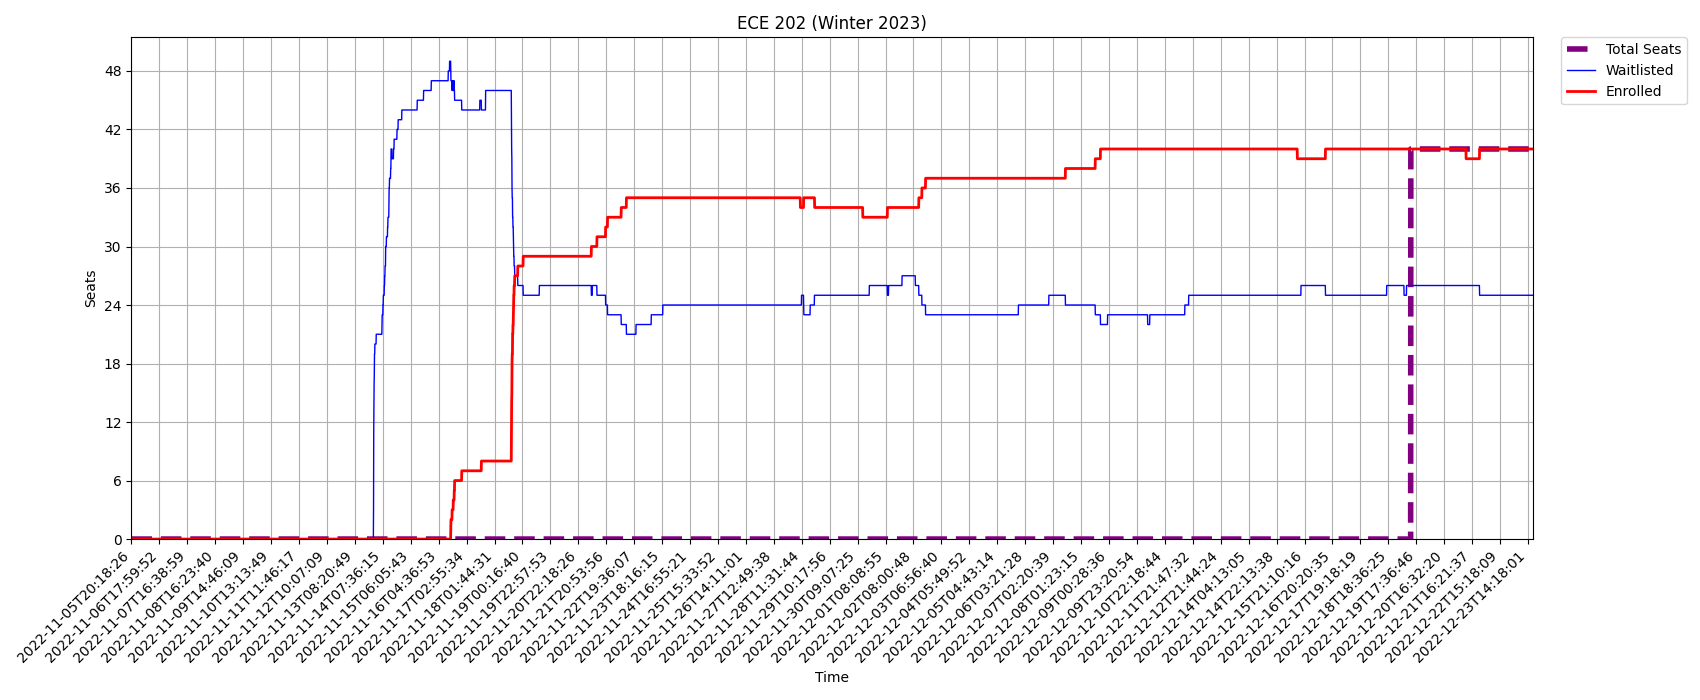 ECE 202 (Winter 2023)
Total Seats
Waitlisted
Enrolled
Seats
48
42
36
30
24
18
12
6
0
2022-11-05T20:18:26
2022-11-06T17:59:52
2022-11-07T16:38:59
2022-11-08T16:23:40
2022-11-09T14:46:09
2022-11-10T13:13:49
2022-11-11T11:46:17
2022-11-12T10:07:09
2022-11-13T08:20:49
2022-11-14T07:36:15
2022-11-15T06:05:43
2022-11-16T04:36:53
2022-11-17T02:55:34
2022-11-18T01:44:31
2022-11-19T00:16:40
2022-11-19T22:57:53
2022-11-20T22:18:26
2022-11-21T20:53:56
2022-11-22T19:36:07
2022-11-23T18:16:15
2022-11-24T16:55:21
2022-11-25T15:33:52
2022-11-26T14:11:01
2022-11-27T12:49:38
2022-11-28T11:31:44
2022-11-29T10:17:56
2022-11-30T09:07:25
2022-12-01T08:08:55
2022-12-02T08:00:48
2022-12-03T06:56:40
2022-12-04T05:49:52
2022-12-05T04:43:14
2022-12-06T03:21:28
2022-12-07T02:20:39
2022-12-08T01:23:15
2022-12-09T00:28:36
2022-12-09T23:20:54
2022-12-10T22:18:44
2022-12-11T21:47:32
2022-12-12T21:44:24
2022-12-14T04:13:05
2022-12-14T22:13:38
2022-12-15T21:10:16
2022-12-16T20:20:35
2022-12-17T19:18:19
2022-12-18T18:36:25
2022-12-19T17:36:46
2022-12-20T16:32:20
2022-12-21T16:21:37
2022-12-22T15:18:09
2022-12-23T14:18:01
Time